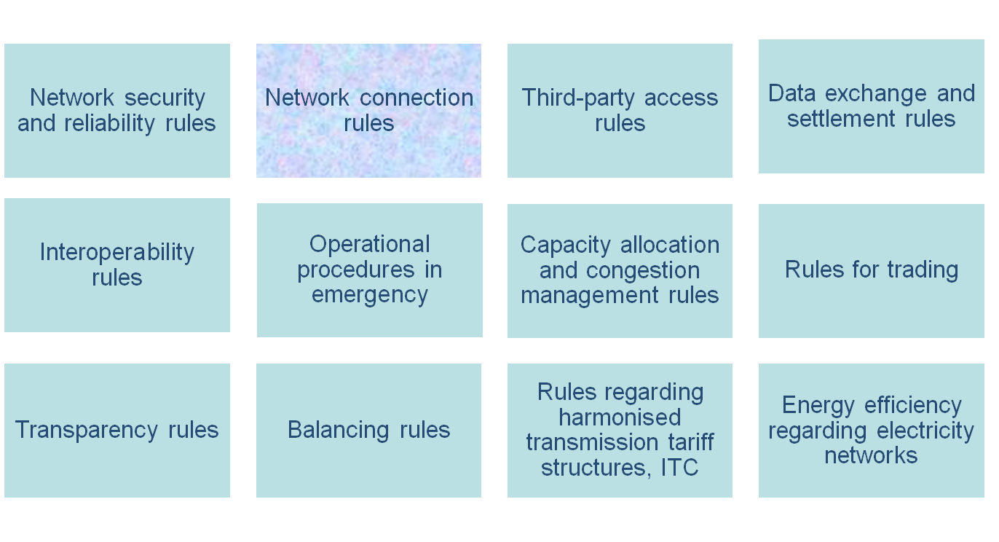 Network security
and reliability rules
Network connection
rules
Third-party access
rules
Data exchange and
settlement rules
Interoperability
rules
Operational
procedures in
emergency
Capacity allocation
and congestion
management rules
Rules for trading
Transparency rules
Balancing rules
Rules regarding
harmonised
transmission tariff
structures, ITC
Energy efficiency
regarding electricity
networks